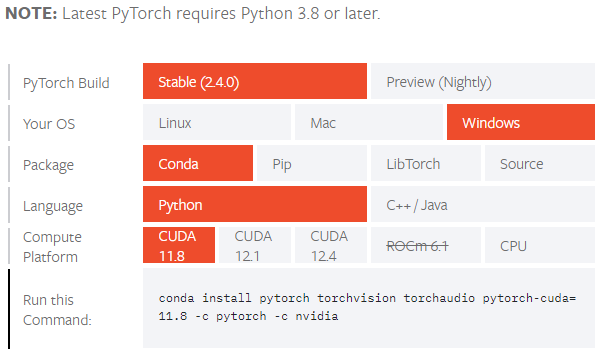 NOTE: Latest PyTorch requires Python 3.8 or later.
PyTorch Build
Stable (2.4.0)
Preview (Nightly)
Your OS
Linux
Mac
Windows
Package
Conda
Pip
LibTorch
Source
Language
Python
C++ / Java
Compute
Platform
CUDA
11.8
CUDA
12.1
CUDA
12.4
ROCm 6.1
CPU
Run this
Command:
conda install pytorch torchvision torchaudio pytorch-cuda=
11.8 -c pytorch -c nvidia